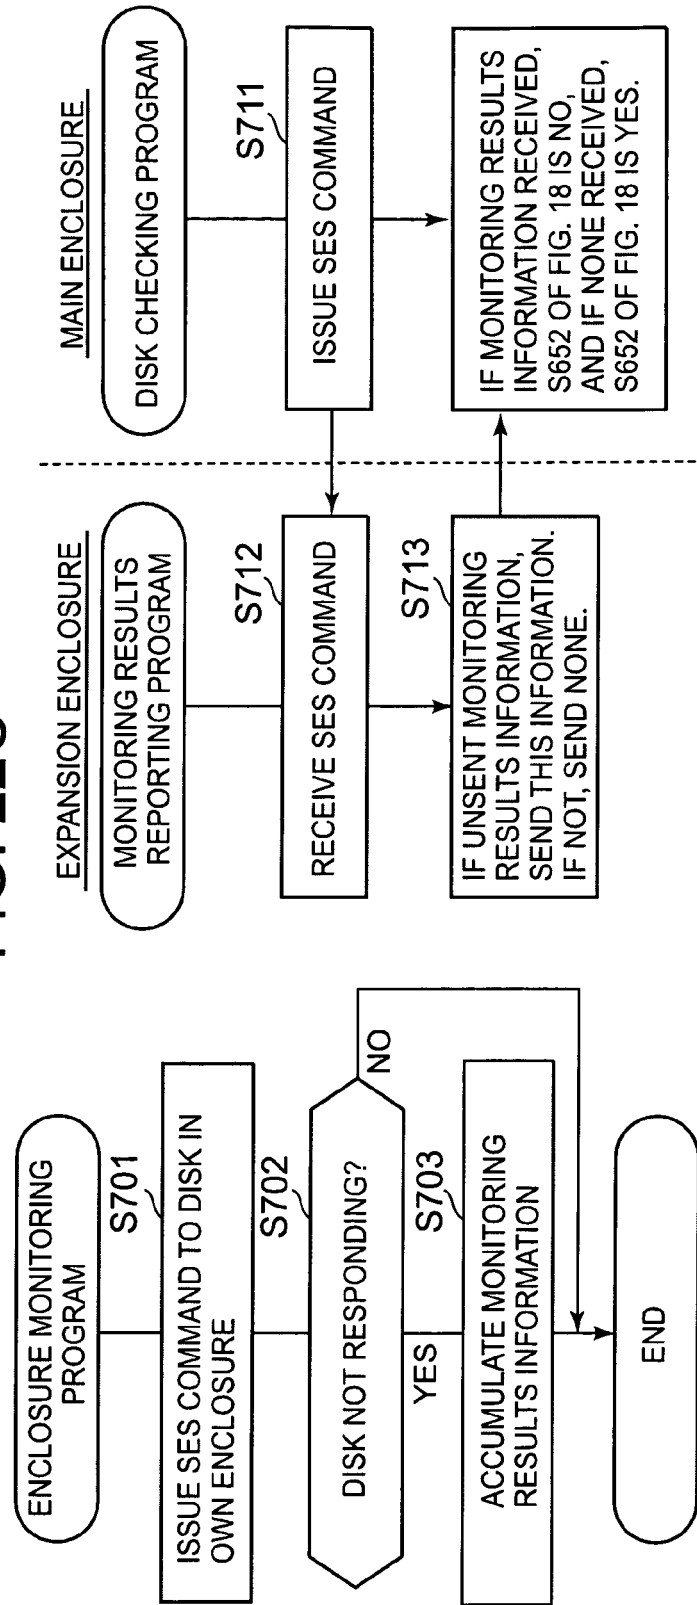 ENCLOSURE MONITORING
PROGRAM
S701
ISSUE SES COMMAND TO DISK IN
OWN ENCLOSURE
S702
DISK NOT RESPONDING?
NO
YES
S703
ACCUMULATE MONITORING
RESULTS INFORMATION
END
EXPANSION ENCLOSURE
MONITORING RESULTS
REPORTING PROGRAM
S712
RECEIVE SES COMMAND
S713
IF UNSENT MONITORING
RESULTS INFORMATION,
SEND THIS INFORMATION.
IF NOT, SEND NONE.
MAIN ENCLOSURE
DISK CHECKING PROGRAM
S711
ISSUE SES COMMAND
IF MONITORING RESULTS
INFORMATION RECEIVED,
S652 OF FIG. 18 IS NO,
AND IF NONE RECEIVED,
S652 OF FIG. 18 IS YES.